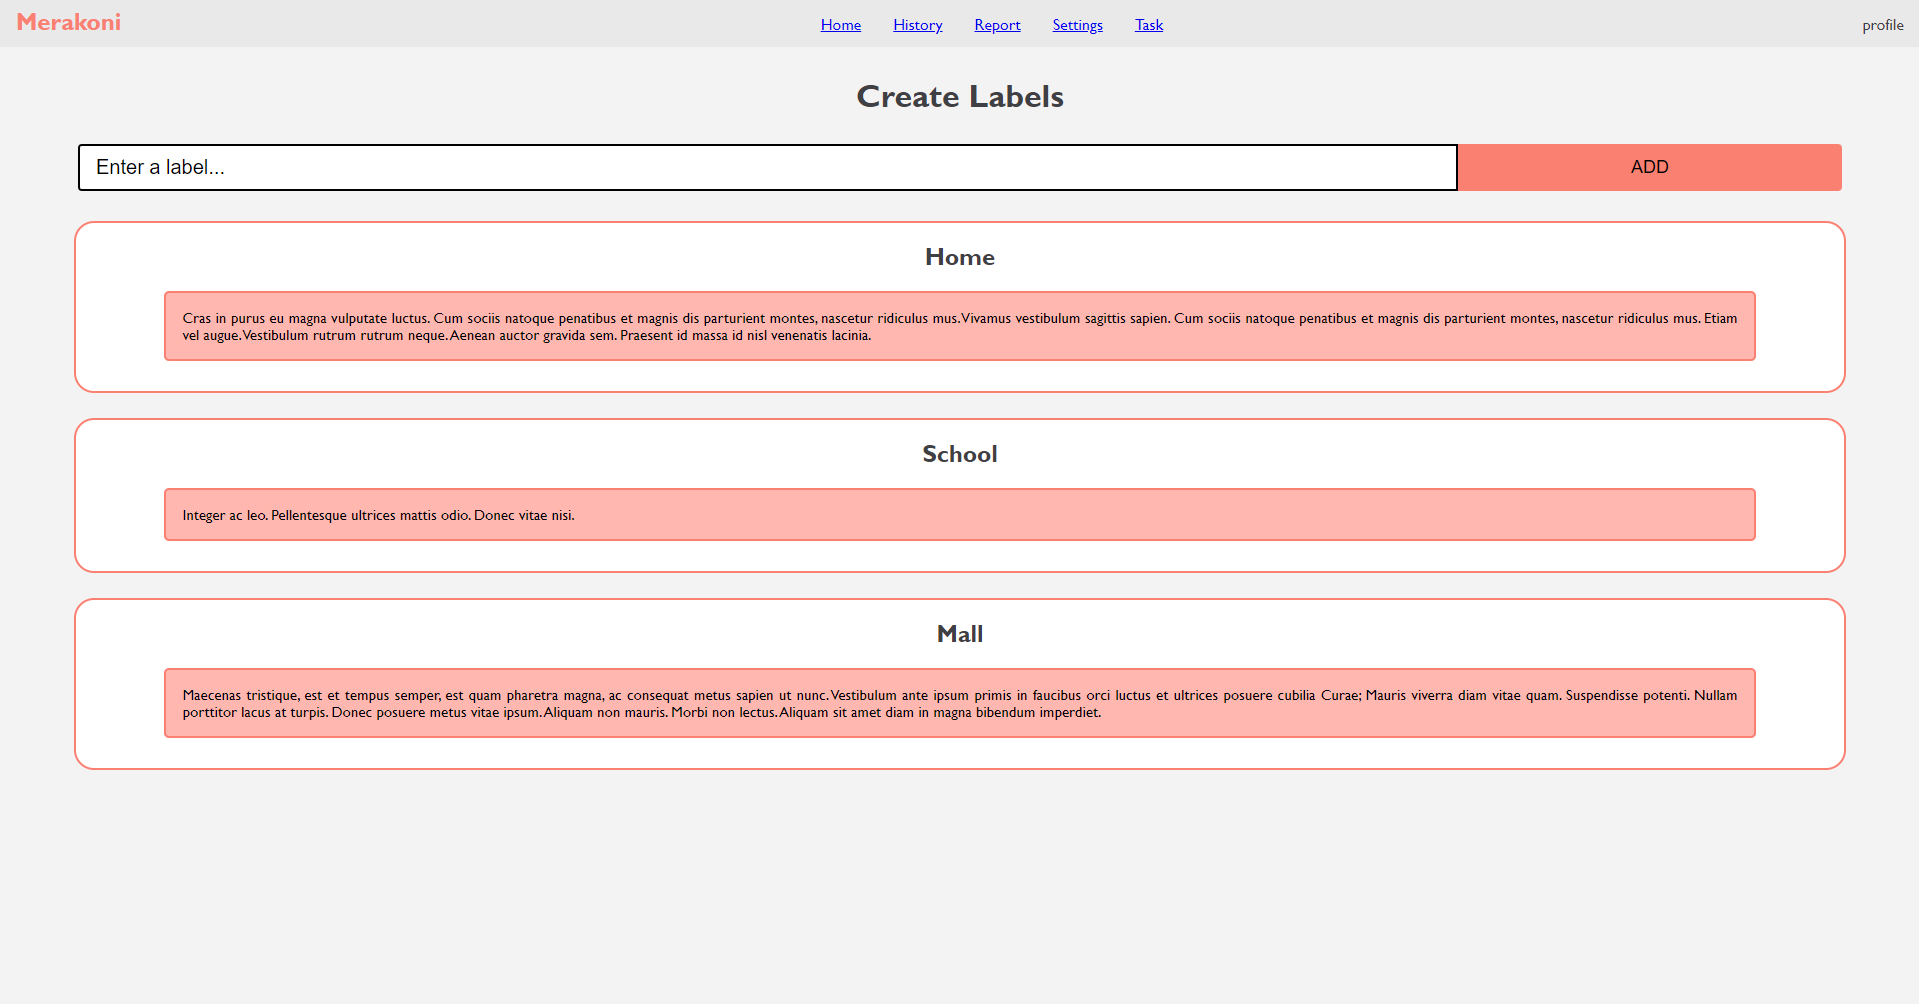 Merakoni
Home History Report Settings Task
profile
Create Labels
Enter a label...
ADD
Home
Cras in purus eu magna vulputate luctus. Cum sociis natoque penatibus et magnis dis parturient montes, nascetur ridiculus mus. Vivamus vestibulum sagittis sapien. Cum sociis natoque penatibus et magnis dis parturient montes, nascetur ridiculus mus. Etiam
vel augue. Vestibulum rutrum rutrum neque. Aenean auctor gravida sem. Praesent id massa id nisl venenatis lacinia.
School
Integer ac leo. Pellentesque ultrices mattis odio. Donec vitae nisi.
Mall
Maecenas tristique, est et tempus semper, est quam pharetra magna, ac consequat metus sapien ut nunc. Vestibulum ante ipsum primis in faucibus orci luctus et ultrices posuere cubilia Curae; Mauris viverra diam vitae quam. Suspendisse potenti. Nullam
porttitor lacus at turpis. Donec posuere metus vitae ipsum. Aliquam non mauris. Morbi non lectus. Aliquam sit amet diam in magna bibendum imperdiet.